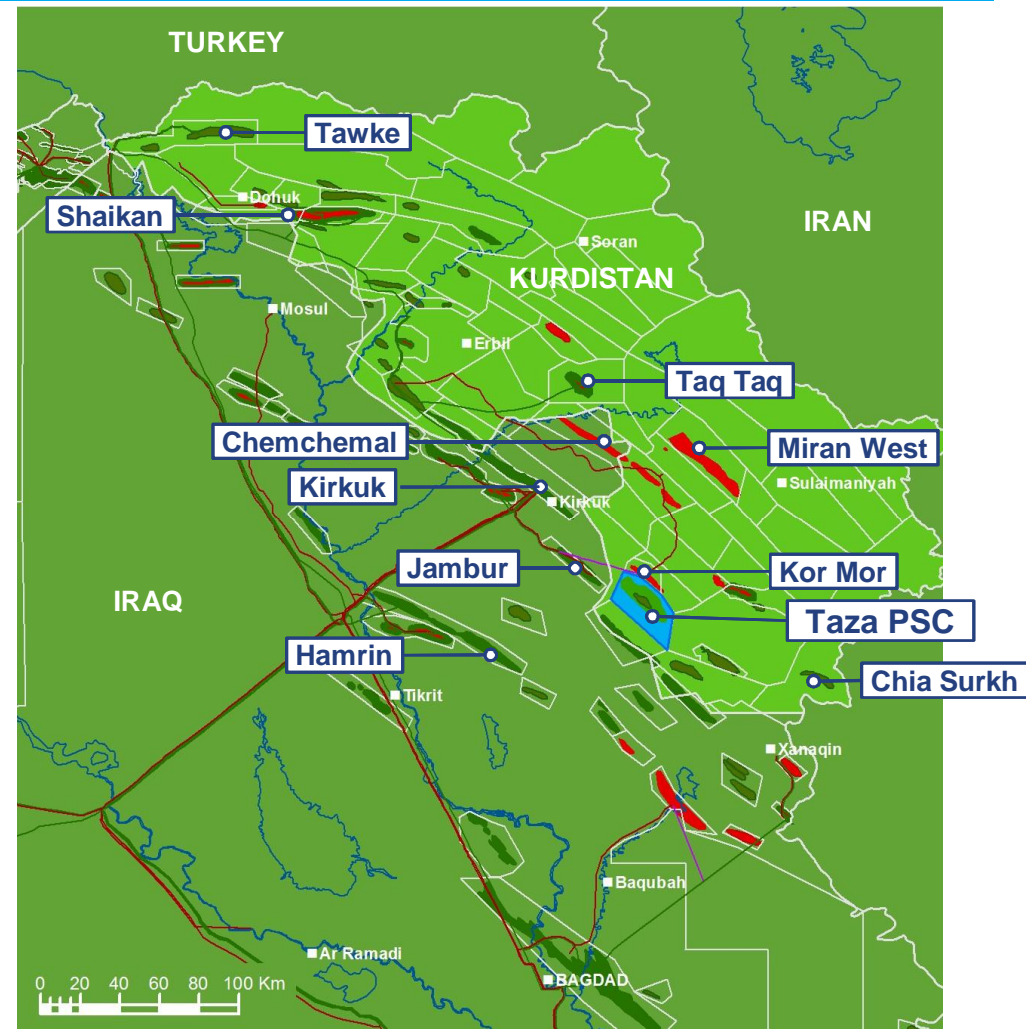 TURKEY
Tawke
Dohuk
Shaikan
IRAN
Soran
KURDISTAN
Mosul
Erbil
Taq Taq
Chemchemal
Miran West
Kirkuk
Sulaimaniyah
Kirkuk
Jambur
Kor Mor
IRAQ
Taza PSC
Hamrin
Chia Surkh
Tikrit
Xanaqin
Baqubah
Ar Ramadi
BAGDAD
0 20 40 60 80 100 Km